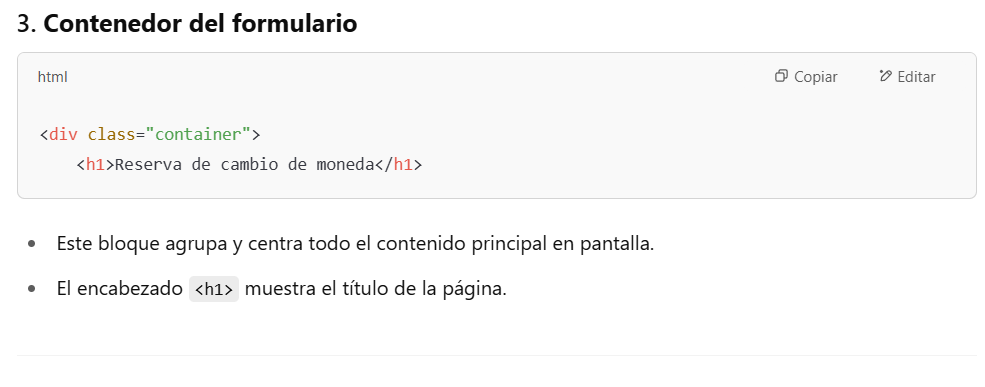 3. Contenedor del formulario
html
Copiar
Editar
<div class="container">
<h1>Reserva de cambio de moneda</h1>
Este bloque agrupa y centra todo el contenido principal en pantalla.
El encabezado <h1> muestra el título de la página.